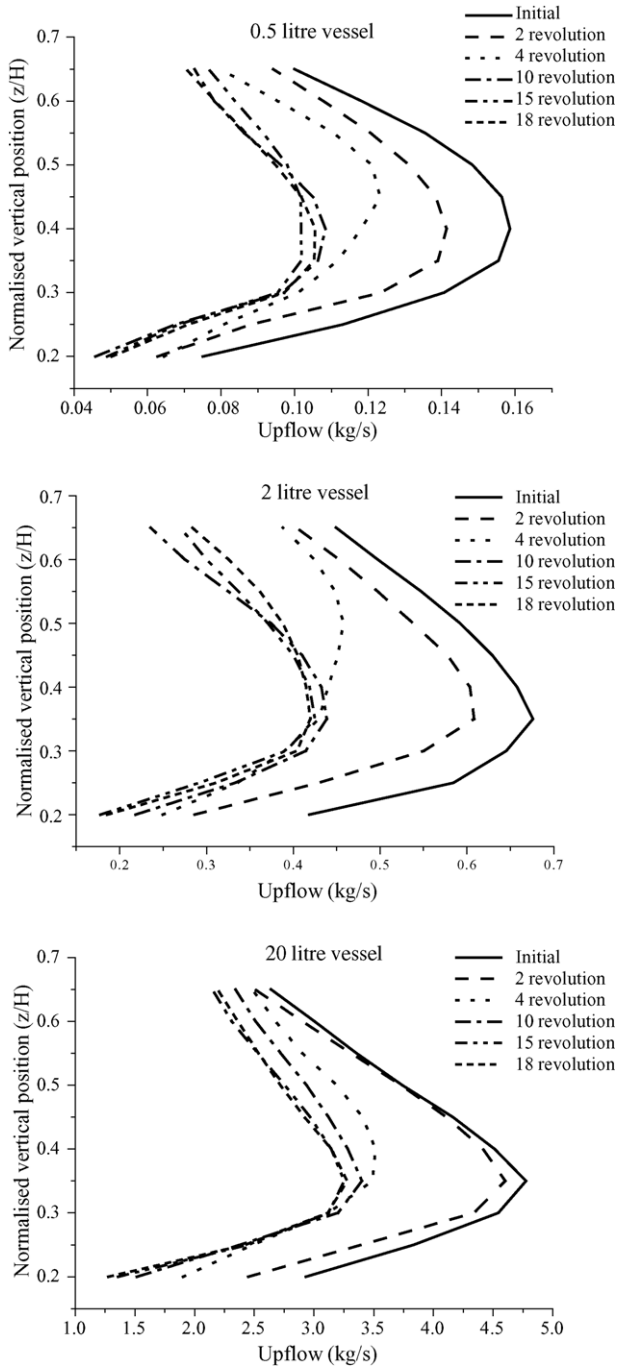 0.5 litre vessel
Initial
2 revolution
4 revolution
10 revolution
15 revolution
18 revolution
Normalised vertical position (z/H)
0.7
0.6
0.5
0.4
0.3
0.2
0.04 0.06 0.08 0.10 0.12 0.14 0.16
Upflow (kg/s)
2 litre vessel
Initial
2 revolution
4 revolution
10 revolution
15 revolution
18 revolution
Normalised vertical position (z/H)
0.7
0.6
0.5
0.4
0.3
0.2
0.2 0.3 0.4 0.5 0.6 0.7
Upflow (kg/s)
20 litre vessel
Initial
2 revolution
4 revolution
10 revolution
15 revolution
18 revolution
Normalised vertical position (z/H)
0.7
0.6
0.5
0.4
0.3
0.2
1.0 1.5 2.0 2.5 3.0 3.5 4.0 4.5 5.0
Upflow (kg/s)